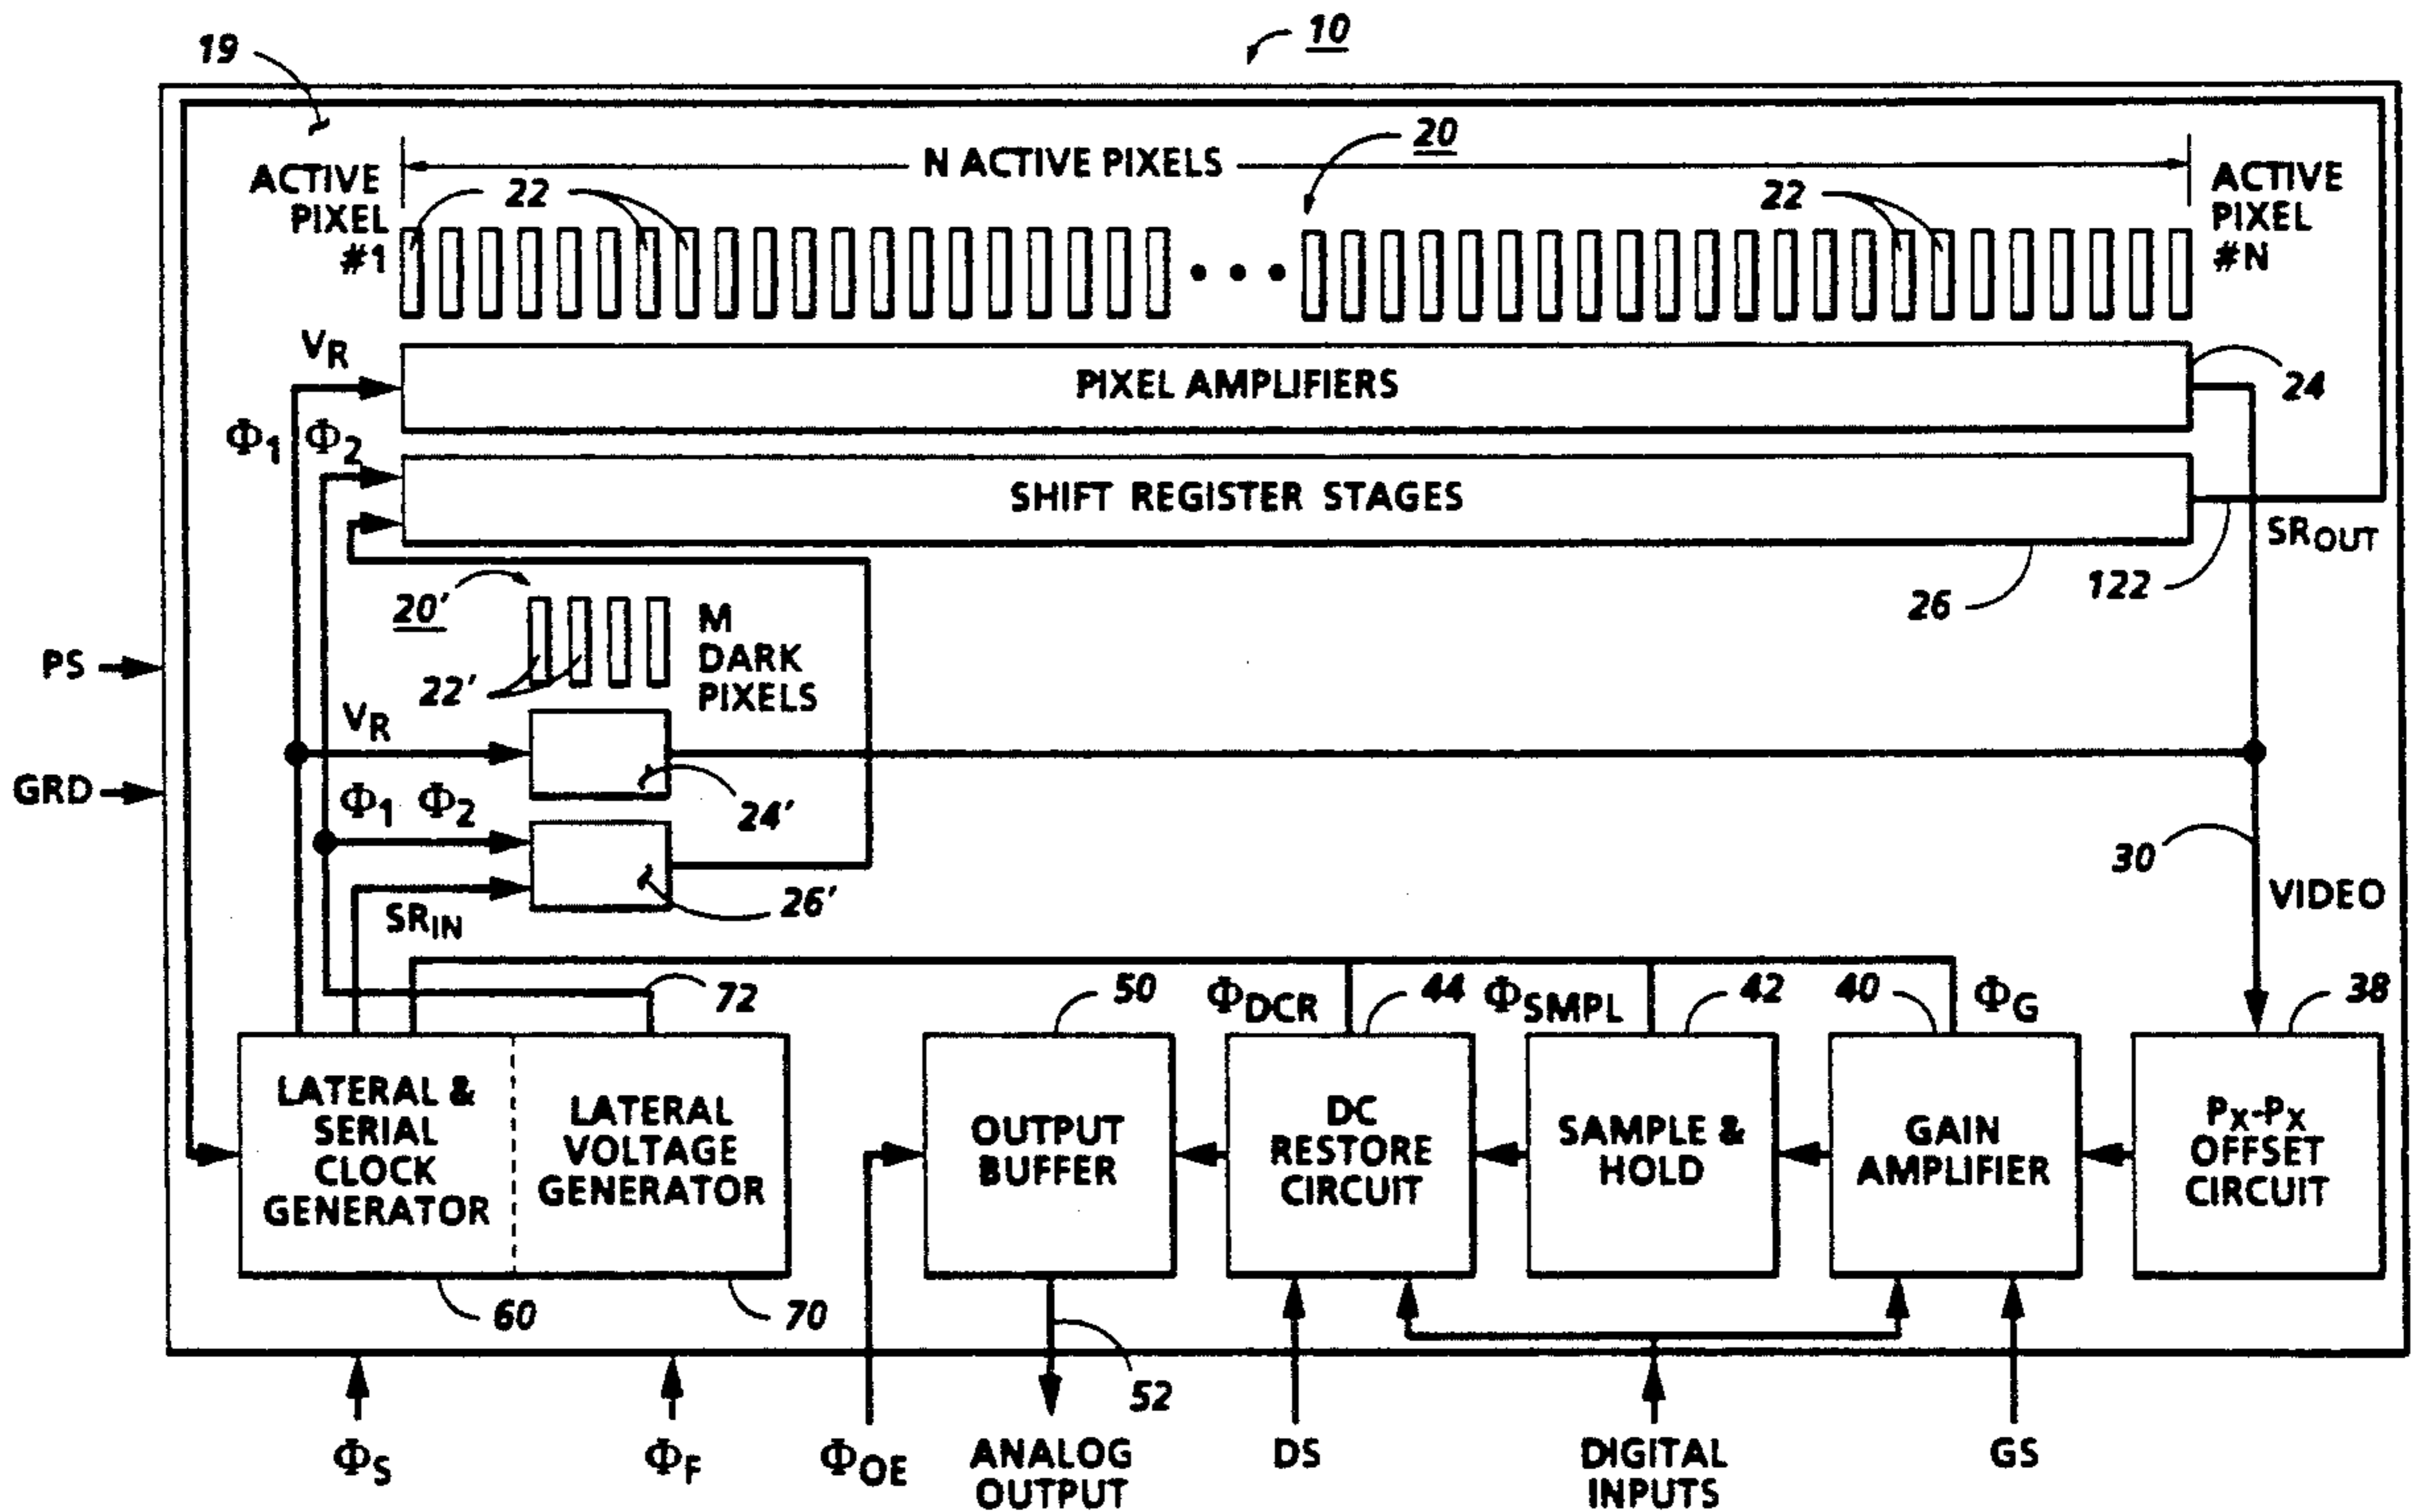 10
19
20
N ACTIVE PIXELS
ACTIVE
PIXEL
#1
22
22
ACTIVE
PIXEL
#N
VR
PIXEL AMPLIFIERS
24
Φ1 Φ2
SHIFT REGISTER STAGES
SROUT
122
26
20'
M
DARK
PIXELS
22'
PS
VR
GRD
24'
Φ1 Φ2
30
26'
VIDEO
SRIN
72
50
ΦDCR
44
ΦSMPL
42
40
ΦG
38
LATERAL &
SERIAL
CLOCK
GENERATOR
LATERAL
VOLTAGE
GENERATOR
OUTPUT
BUFFER
DC
RESTORE
CIRCUIT
SAMPLE &
HOLD
GAIN
AMPLIFIER
PX-PX
OFFSET
CIRCUIT
60
70
52
ΦS
ΦF
ΦOE
ANALOG
OUTPUT
DS
DIGITAL
INPUTS
GS